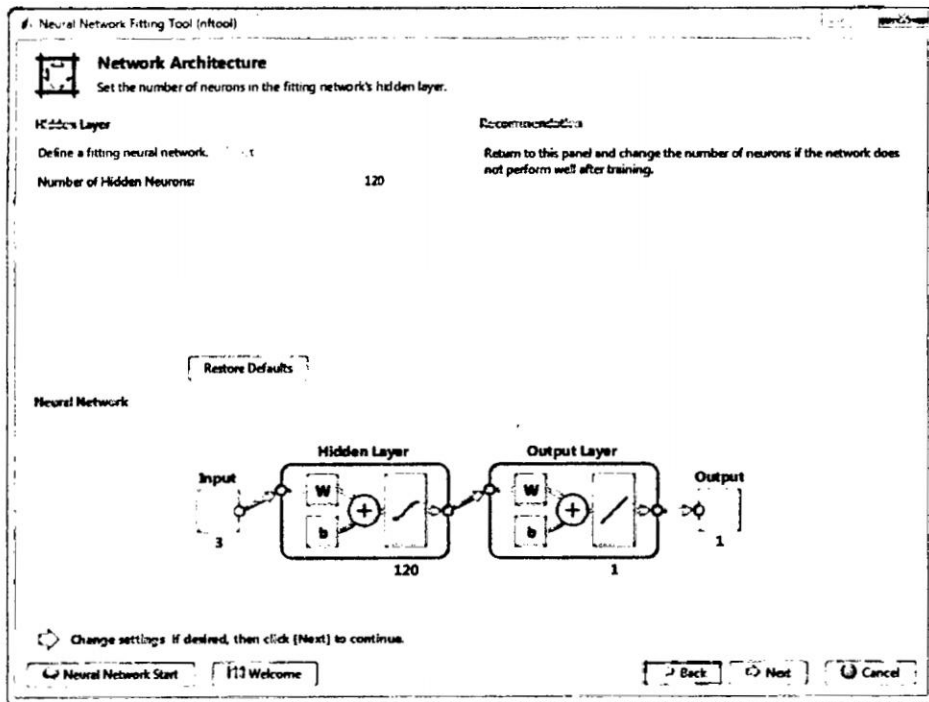 Neural Network Fitting Tool (nftool)
Network Architecture
Set the number of neurons in the fitting network's hidden layer.
Hidden Layer
Define a fitting neural network.
Number of Hidden Neurons:
120
Recommendation
Return to this panel and change the number of neurons if the network does
not perform well after training.
Restore Defaults
Neural Network
Hidden Layer
Output Layer
Input
Output
W
b
W
b
3
120
1
1
Change settings if desired, then click [Next] to continue.
Neural Network Start
Welcome
Back
Next
Cancel